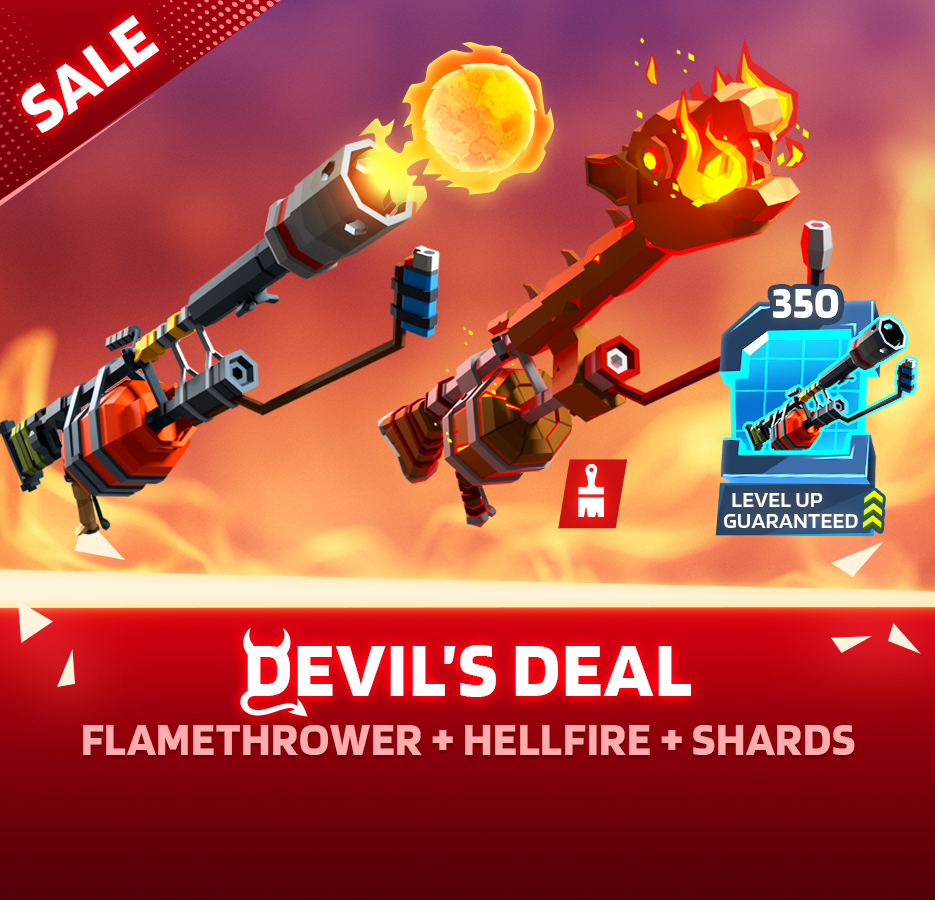 SALE
350
LEVEL UP
GUARANTEED
DEVIL'S DEAL
FLAMETHROWER + HELLFIRE + SHARDS